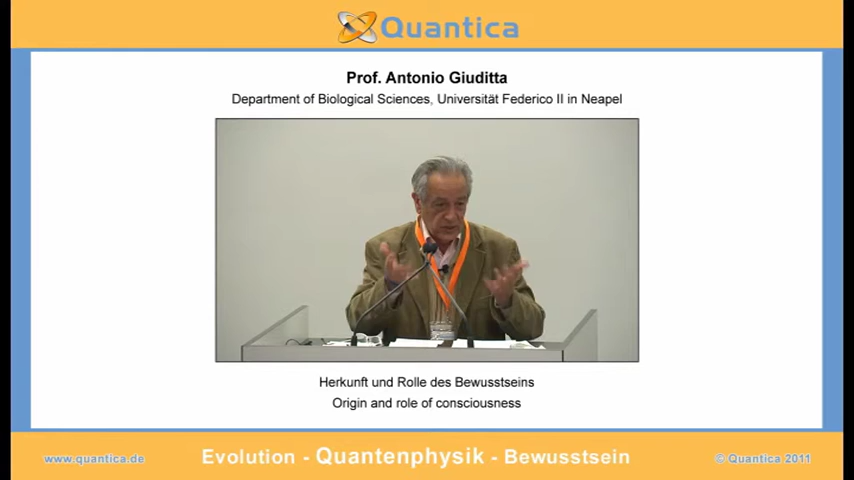 Quantica
Prof. Antonio Giuditta
Department of Biological Sciences, Universität Federico II in Neapel
Herkunft und Rolle des Bewusstseins
Origin and role of consciousness
www.quantica.de
Evolution - Quantenphysik - Bewusstsein
© Quantica 2011